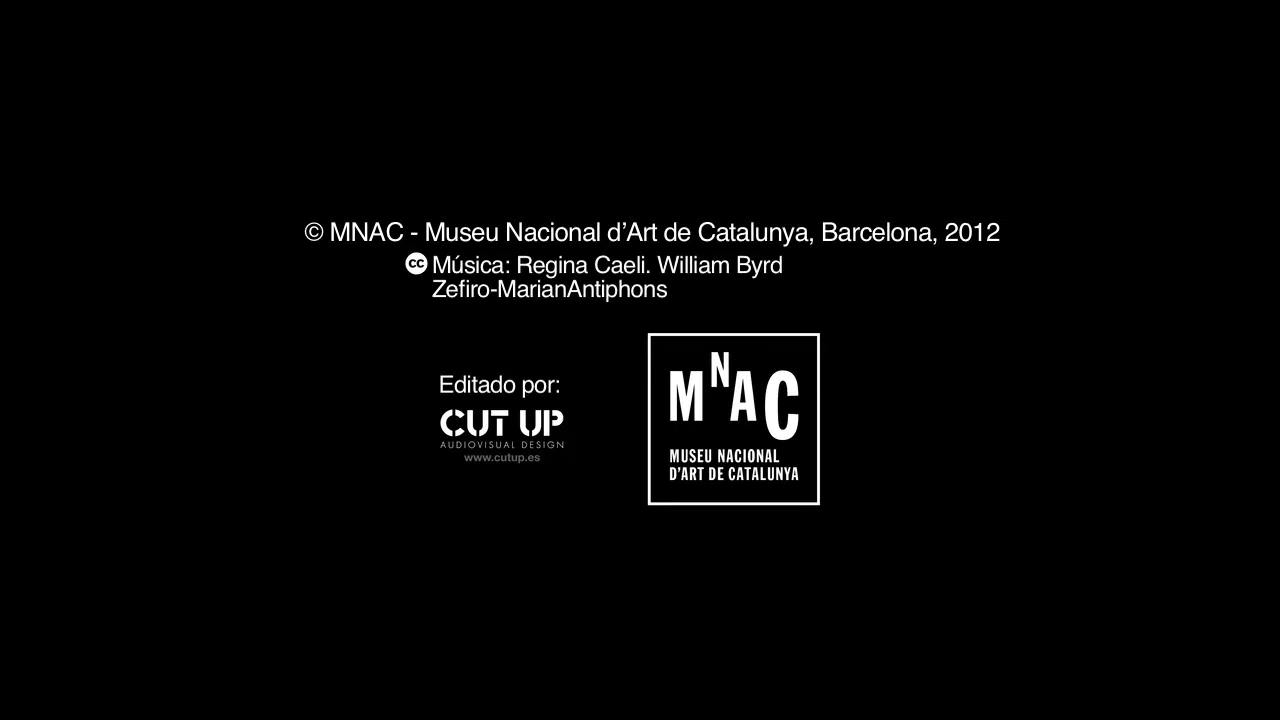 © MNAC - Museu Nacional d’Art de Catalunya, Barcelona, 2012
cc Música: Regina Caeli. William Byrd
Zefiro-MarianAntiphons
Editado por:
CUT UP
AUDIOVISUAL DESIGN
www.cutup.es
MNAC
MUSEU NACIONAL
D’ART DE CATALUNYA